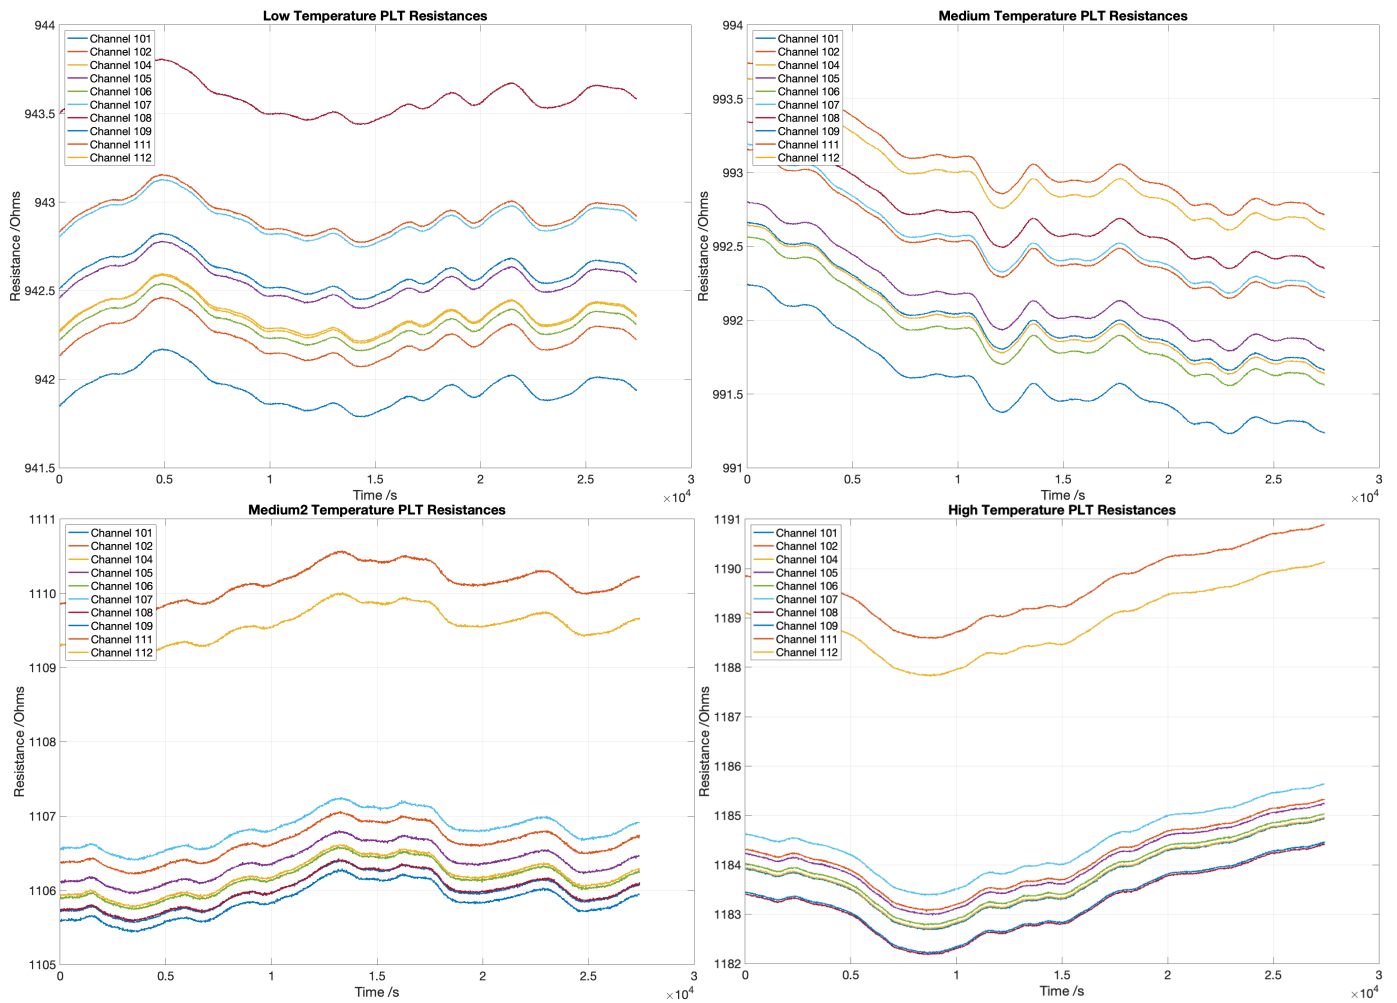 Low Temperature PLT Resistances
944
943.5
943
942.5
942
941.5
Resistance /Ohms
Channel 101
Channel 102
Channel 104
Channel 105
Channel 106
Channel 107
Channel 108
Channel 109
Channel 111
Channel 112
0 0.5 1 1.5 2 2.5 3
Time /s
×10^4
Medium Temperature PLT Resistances
994
993.5
993
992.5
992
991.5
991
Resistance /Ohms
Channel 101
Channel 102
Channel 104
Channel 105
Channel 106
Channel 107
Channel 108
Channel 109
Channel 111
Channel 112
0 0.5 1 1.5 2 2.5 3
Time /s
×10^4
Medium2 Temperature PLT Resistances
1111
1110
1109
1108
1107
1106
1105
Resistance /Ohms
Channel 101
Channel 102
Channel 104
Channel 105
Channel 106
Channel 107
Channel 108
Channel 109
Channel 111
Channel 112
0 0.5 1 1.5 2 2.5 3
Time /s
×10^4
High Temperature PLT Resistances
1191
1190
1189
1188
1187
1186
1185
1184
1183
1182
Resistance /Ohms
Channel 101
Channel 102
Channel 104
Channel 105
Channel 106
Channel 107
Channel 108
Channel 109
Channel 111
Channel 112
0 0.5 1 1.5 2 2.5 3
Time /s
×10^4